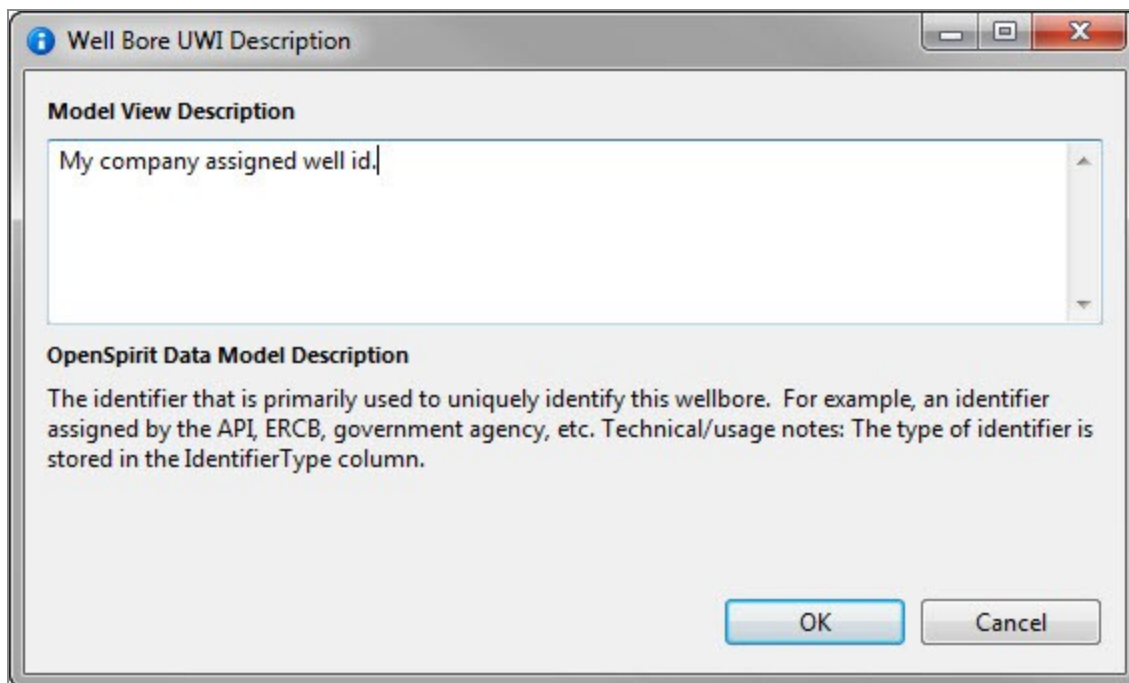 Well Bore UWI Description
Model View Description
My company assigned well id.
OpenSpirit Data Model Description
The identifier that is primarily used to uniquely identify this wellbore.  For example, an identifier
assigned by the API, ERCB, government agency, etc. Technical/usage notes: The type of identifier is
stored in the IdentifierType column.
OK Cancel